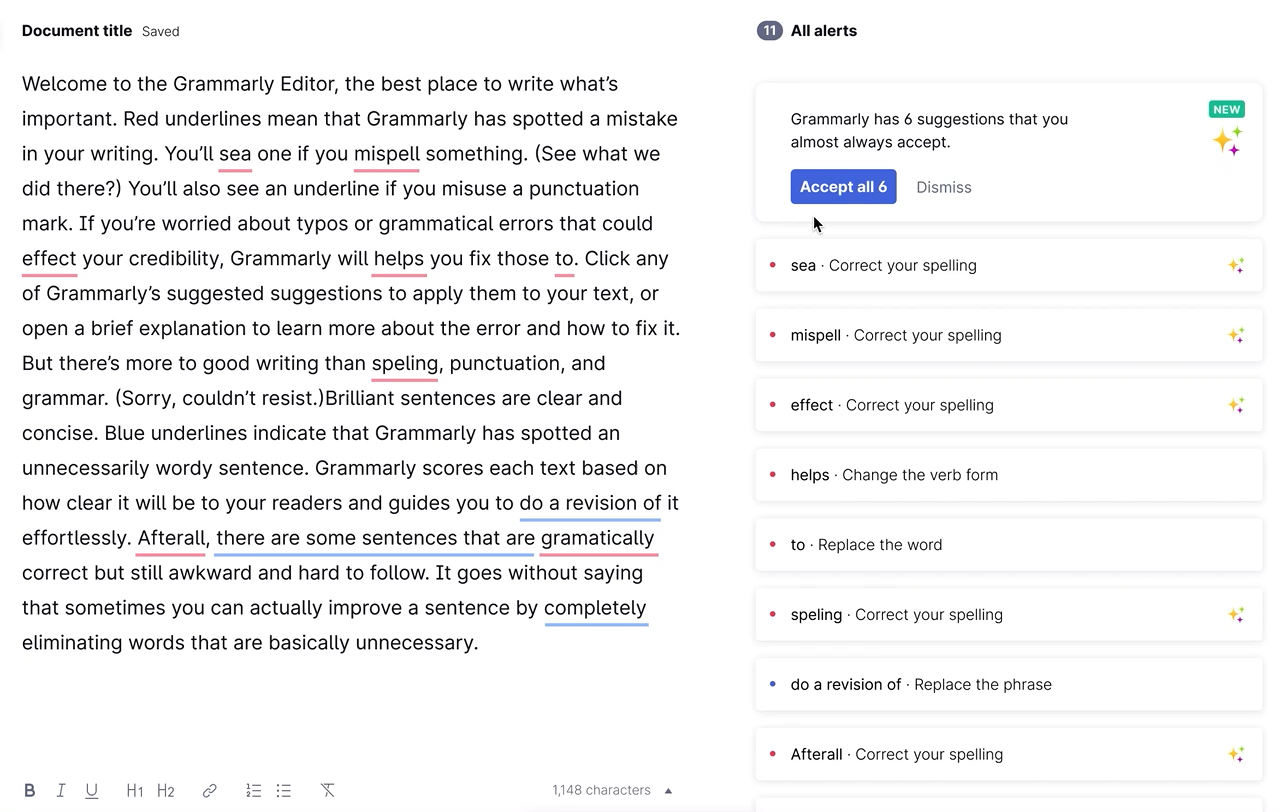 Document title Saved
Welcome to the Grammarly Editor, the best place to write what’s
important. Red underlines mean that Grammarly has spotted a mistake
in your writing. You’ll sea one if you mispell something. (See what we
did there?) You’ll also see an underline if you misuse a punctuation
mark. If you’re worried about typos or grammatical errors that could
effect your credibility, Grammarly will helps you fix those to. Click any
of Grammarly’s suggested suggestions to apply them to your text, or
open a brief explanation to learn more about the error and how to fix it.
But there’s more to good writing than speling, punctuation, and
grammar. (Sorry, couldn’t resist.)Brilliant sentences are clear and
concise. Blue underlines indicate that Grammarly has spotted an
unnecessarily wordy sentence. Grammarly scores each text based on
how clear it will be to your readers and guides you to do a revision of it
effortlessly. Afterall, there are some sentences that are gramatically
correct but still awkward and hard to follow. It goes without saying
that sometimes you can actually improve a sentence by completely
eliminating words that are basically unnecessary.
B I U H1 H2
1,148 characters
11 All alerts
NEW
Grammarly has 6 suggestions that you
almost always accept.
Accept all 6 Dismiss
sea · Correct your spelling
mispell · Correct your spelling
effect · Correct your spelling
helps · Change the verb form
to · Replace the word
speling · Correct your spelling
do a revision of · Replace the phrase
Afterall · Correct your spelling